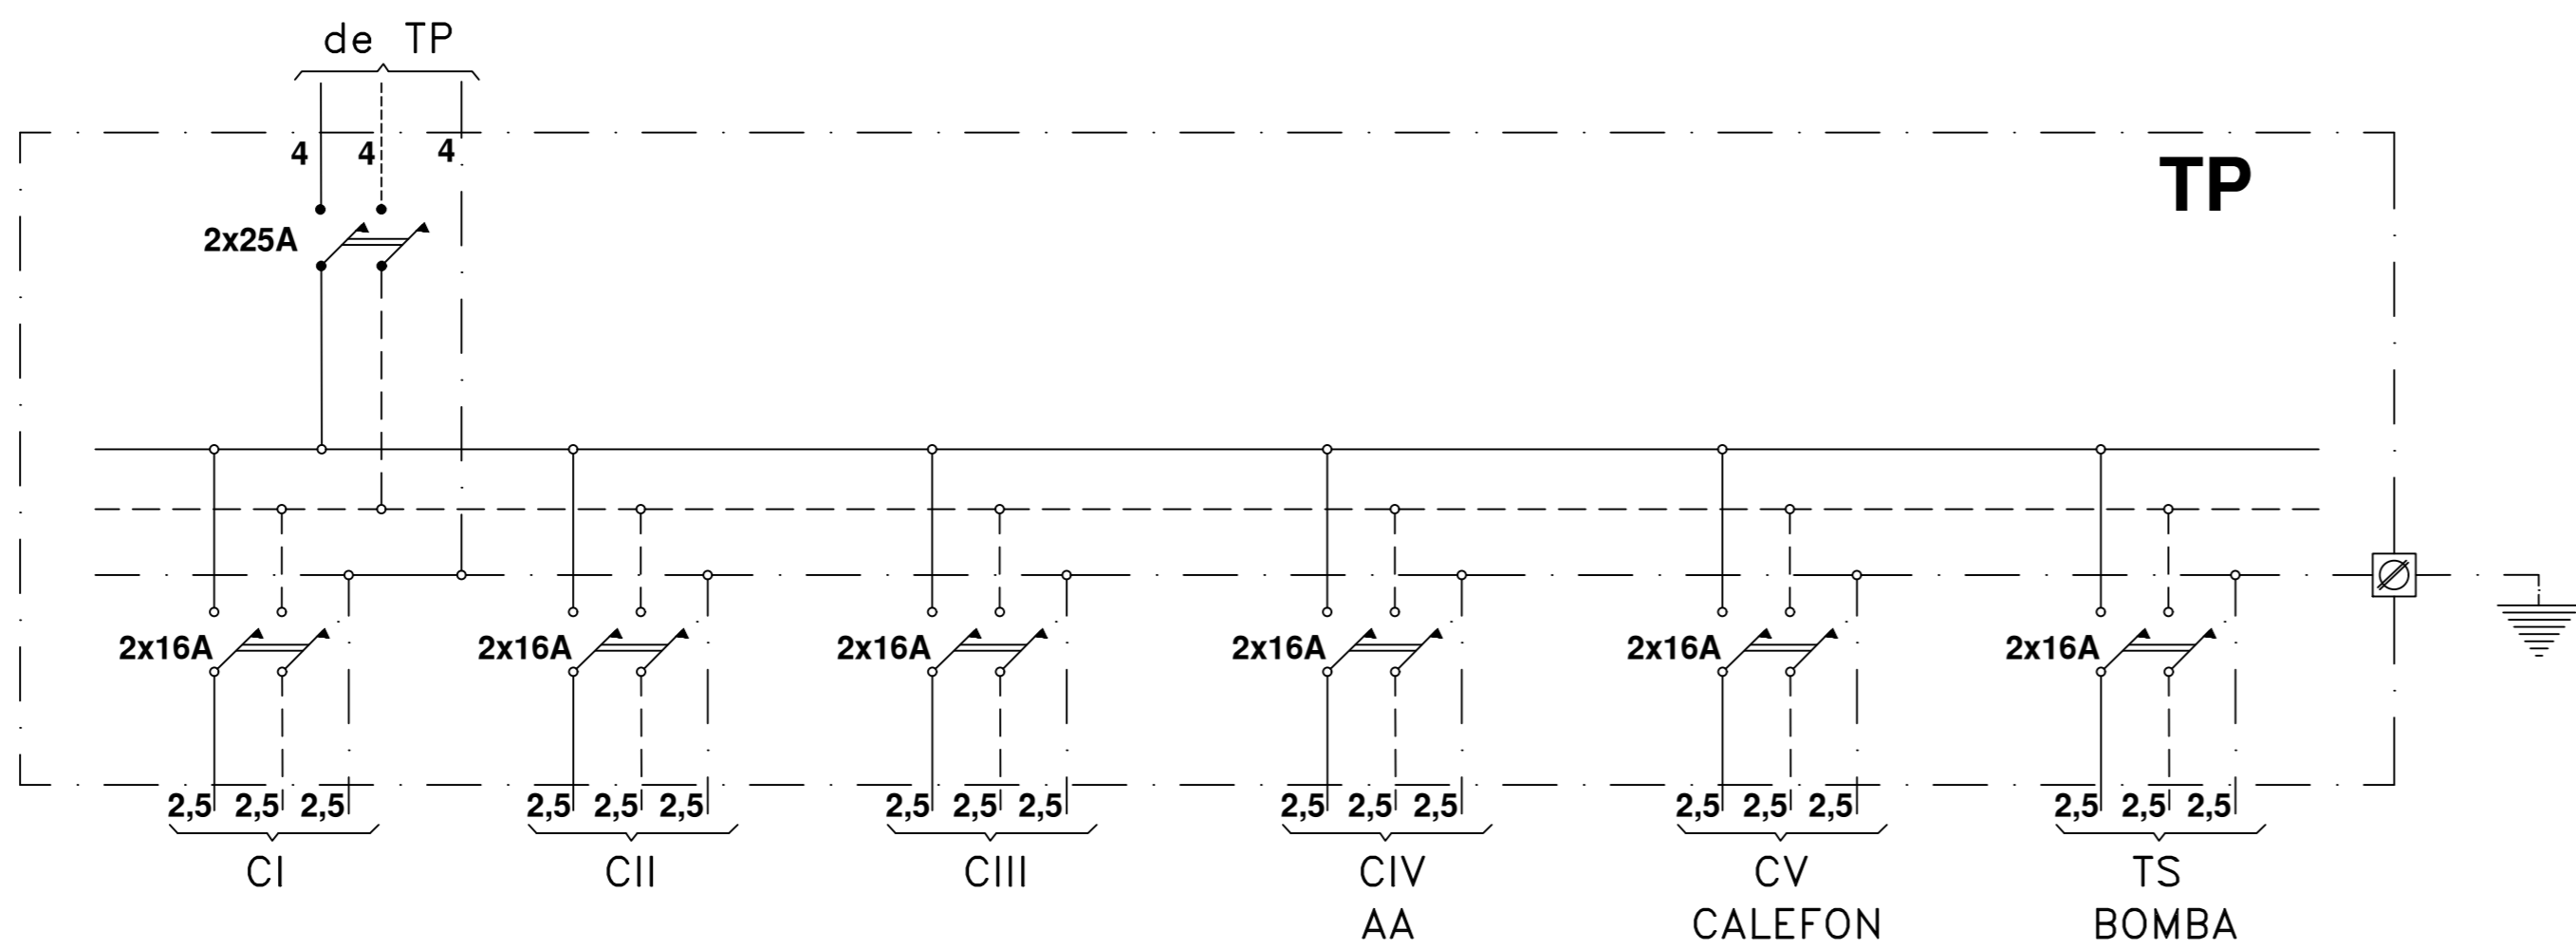 de TP
4 4 4
TP
2x25A
2x16A 2x16A 2x16A 2x16A 2x16A 2x16A
2,5 2,5 2,5 2,5 2,5 2,5 2,5 2,5 2,5 2,5 2,5 2,5 2,5 2,5 2,5 2,5 2,5 2,5
CI CII CIII CIV CV TS
AA CALEFON BOMBA